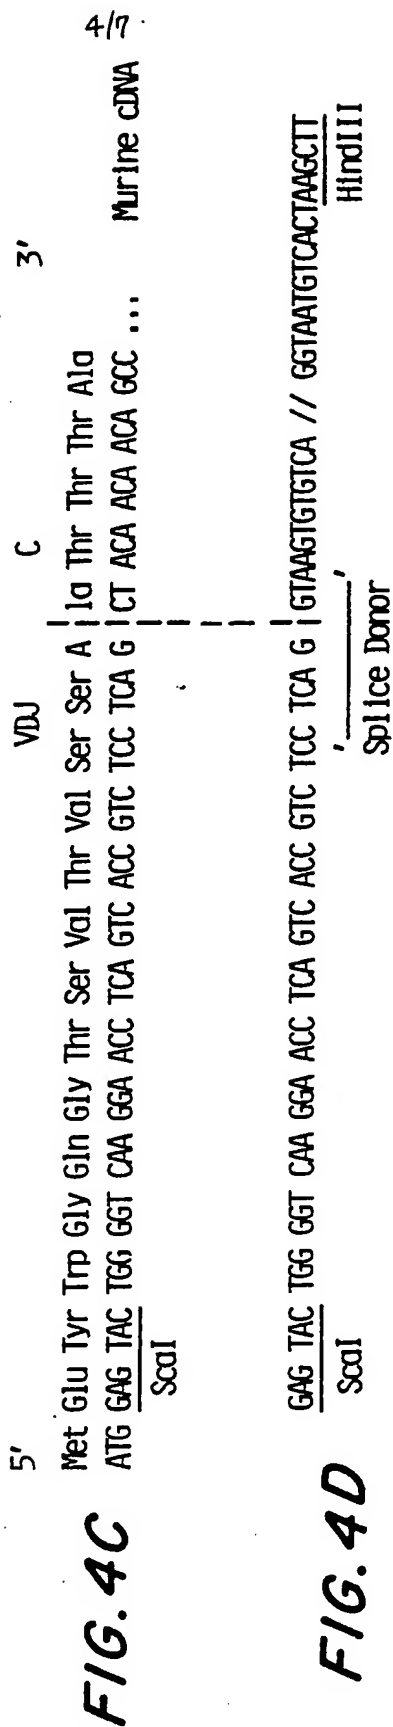 4/7
5' VDJ C 3'
Met Glu Tyr Trp Gly Gln Gly Thr Ser Val Thr Val Ser Ser A la Thr Thr Thr Ala
ATG GAG TAC TGG GGT CAA GGA ACC TCA GTC ACC GTC TCC TCA G CT ACA ACA ACA GCC ... Murine cDNA
ScaI
FIG. 4C
GAG TAC TGG GGT CAA GGA ACC TCA GTC ACC GTC TCC TCA G GTAAGTGTGTCA // GGTAATGTCACTAAGCTT
ScaI ' ' HindIII
Splice Donor
FIG. 4D